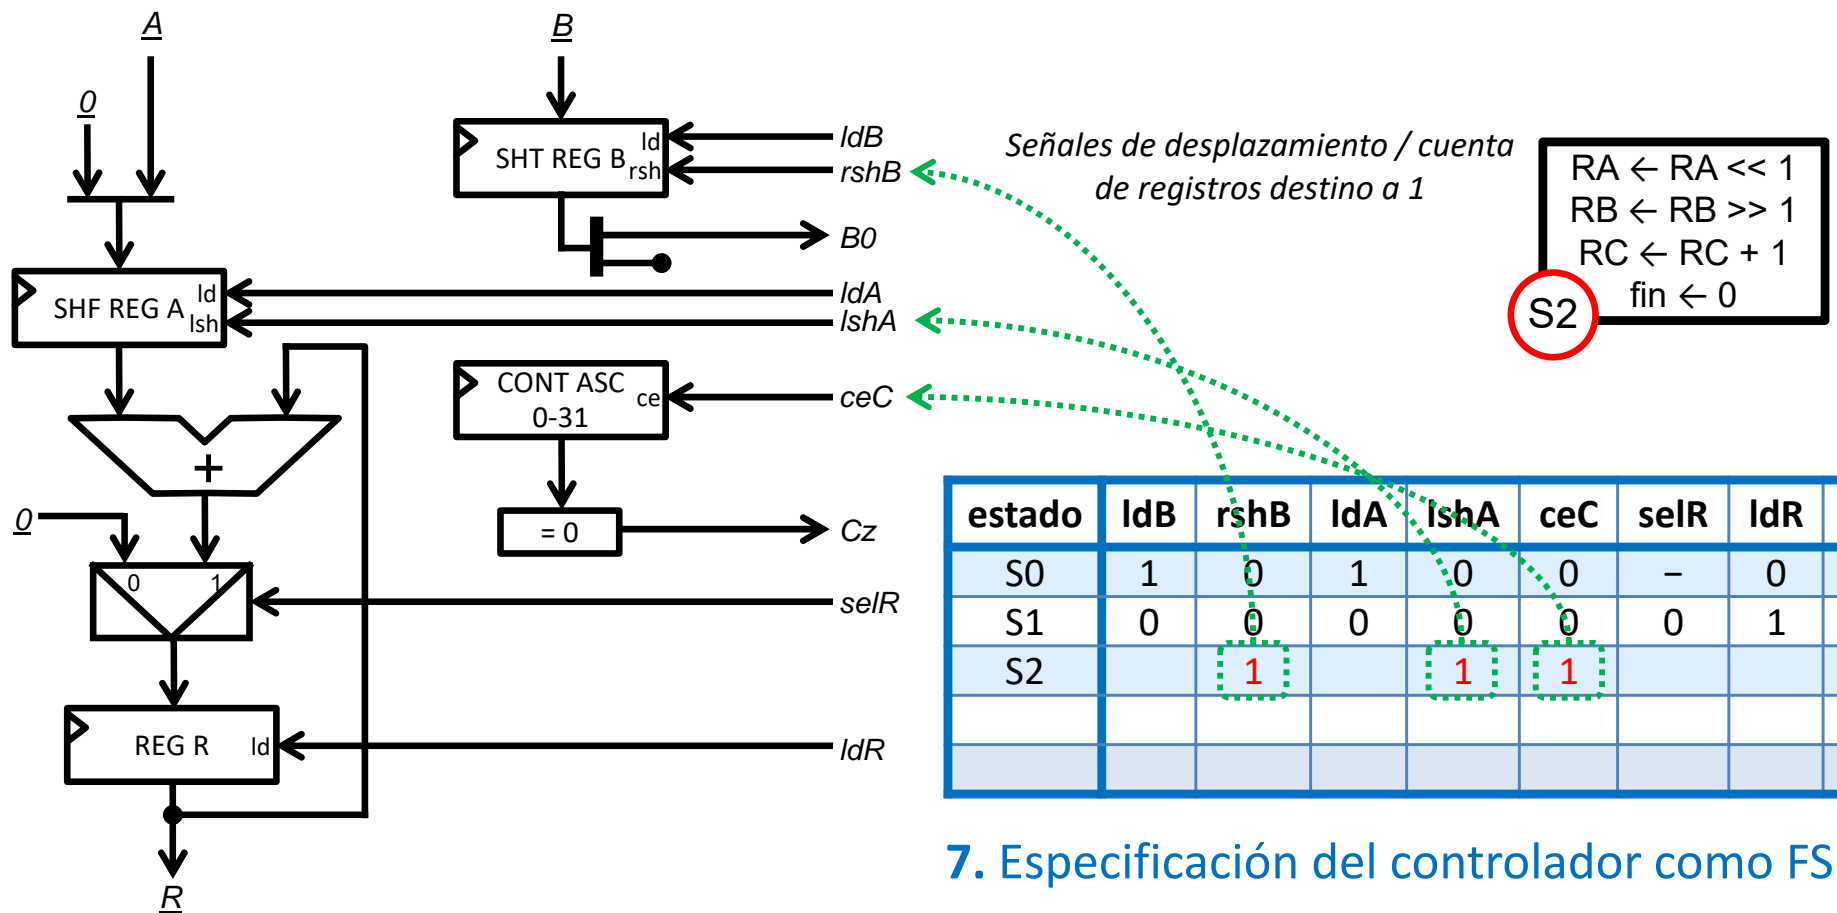 A
B
0
SHT REG B
ld
rsh
ldB
rshB
B0
Señales de desplazamiento / cuenta
de registros destino a 1
RA ← RA << 1
RB ← RB >> 1
RC ← RC + 1
fin ← 0
S2
SHF REG A
ld
lsh
ldA
lshA
CONT ASC
0-31
ce
ceC
+
0
= 0
Cz
0 1
selR
REG R
ld
ldR
R
estado ldB rshB ldA lshA ceC selR ldR
S0 1 0 1 0 0 – 0
S1 0 0 0 0 0 0 1
S2 1 1 1
7. Especificación del controlador como FS